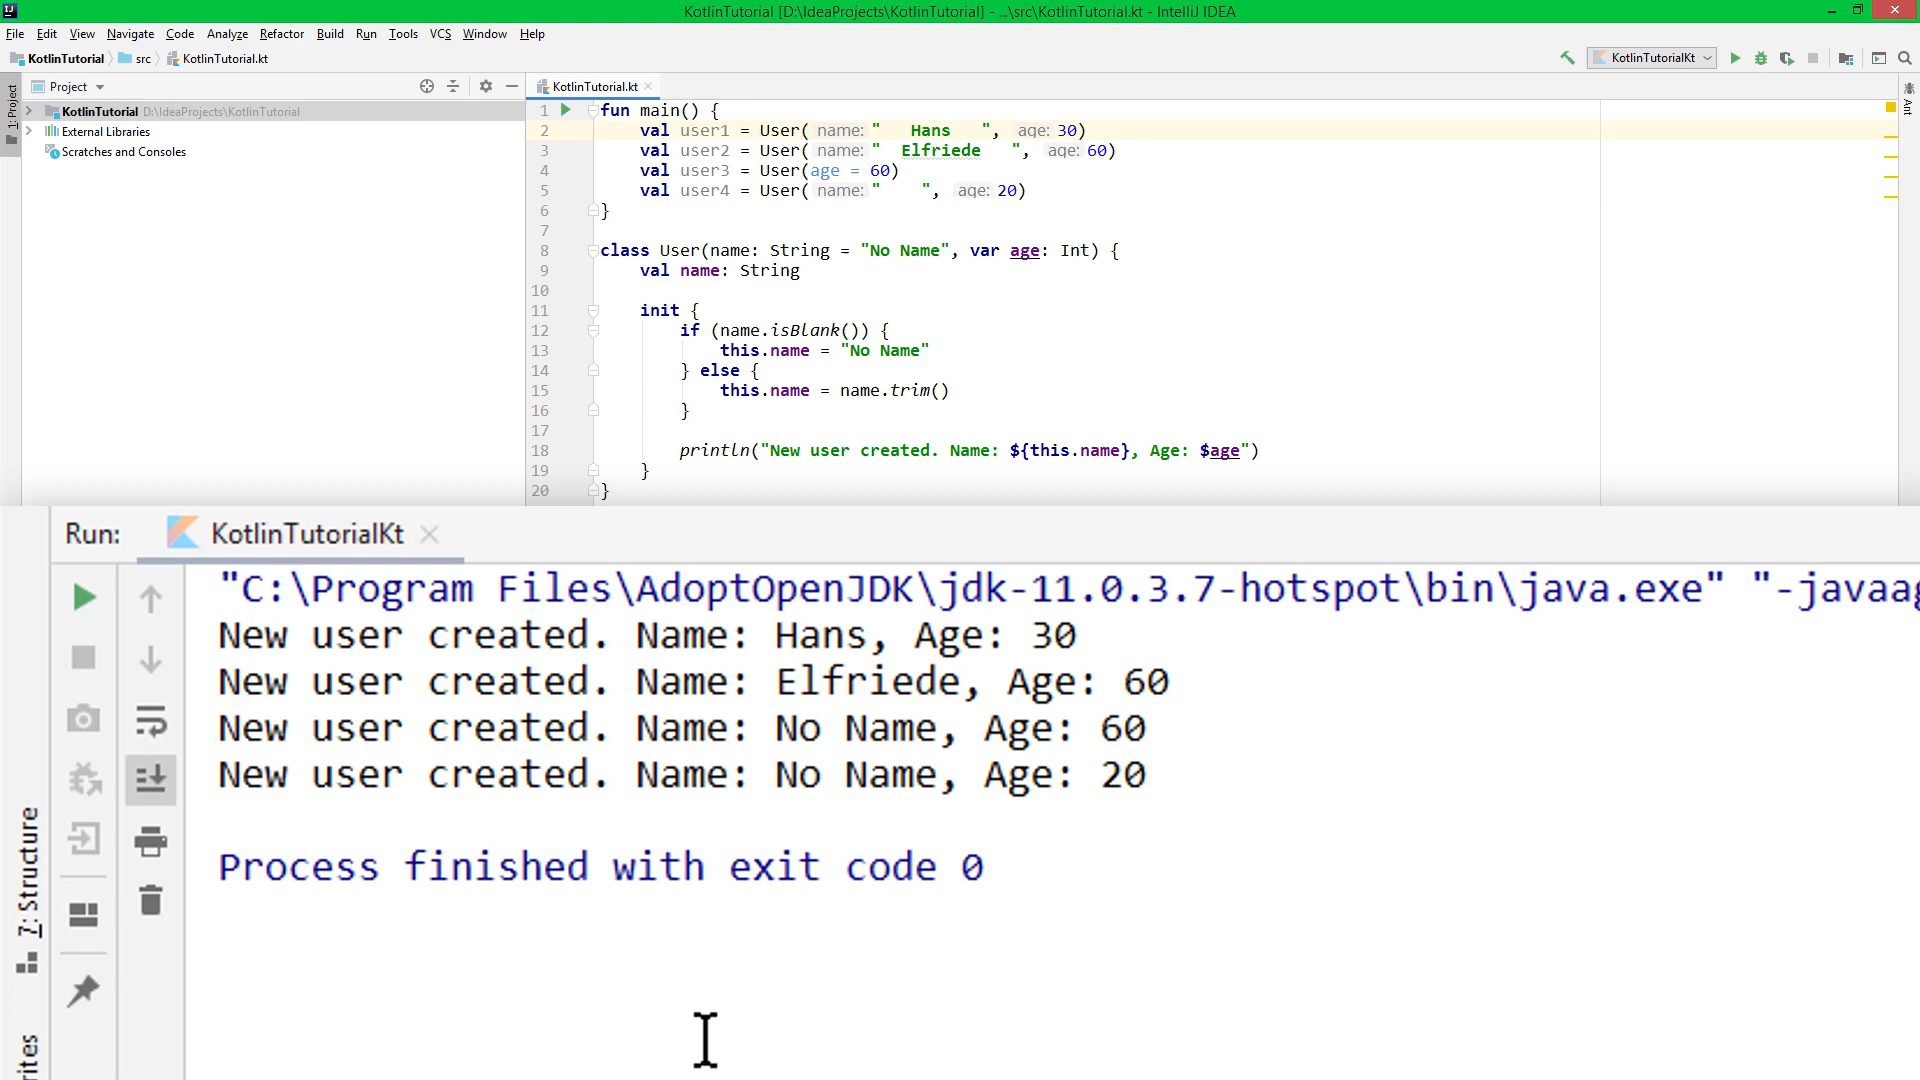 KotlinTutorial [D:\IdeaProjects\KotlinTutorial] - ...\src\KotlinTutorial.kt - IntelliJ IDEA
File Edit View Navigate Code Analyze Refactor Build Run Tools VCS Window Help
KotlinTutorial src KotlinTutorial.kt KotlinTutorialKt
1: Project
Project
KotlinTutorial D:\IdeaProjects\KotlinTutorial
External Libraries
Scratches and Consoles
KotlinTutorial.kt
Ant
1 fun main() {
2     val user1 = User( name: "   Hans   ",  age: 30)
3     val user2 = User( name: "  Elfriede   ",  age: 60)
4     val user3 = User(age = 60)
5     val user4 = User( name: "    ",  age: 20)
6 }
7
8 class User(name: String = "No Name", var age: Int) {
9     val name: String
10
11     init {
12         if (name.isBlank()) {
13             this.name = "No Name"
14         } else {
15             this.name = name.trim()
16         }
17
18         println("New user created. Name: ${this.name}, Age: $age")
19     }
20 }
Run: KotlinTutorialKt
"C:\Program Files\AdoptOpenJDK\jdk-11.0.3.7-hotspot\bin\java.exe" "-javaag
New user created. Name: Hans, Age: 30
New user created. Name: Elfriede, Age: 60
New user created. Name: No Name, Age: 60
New user created. Name: No Name, Age: 20
Process finished with exit code 0
7: Structure
rites